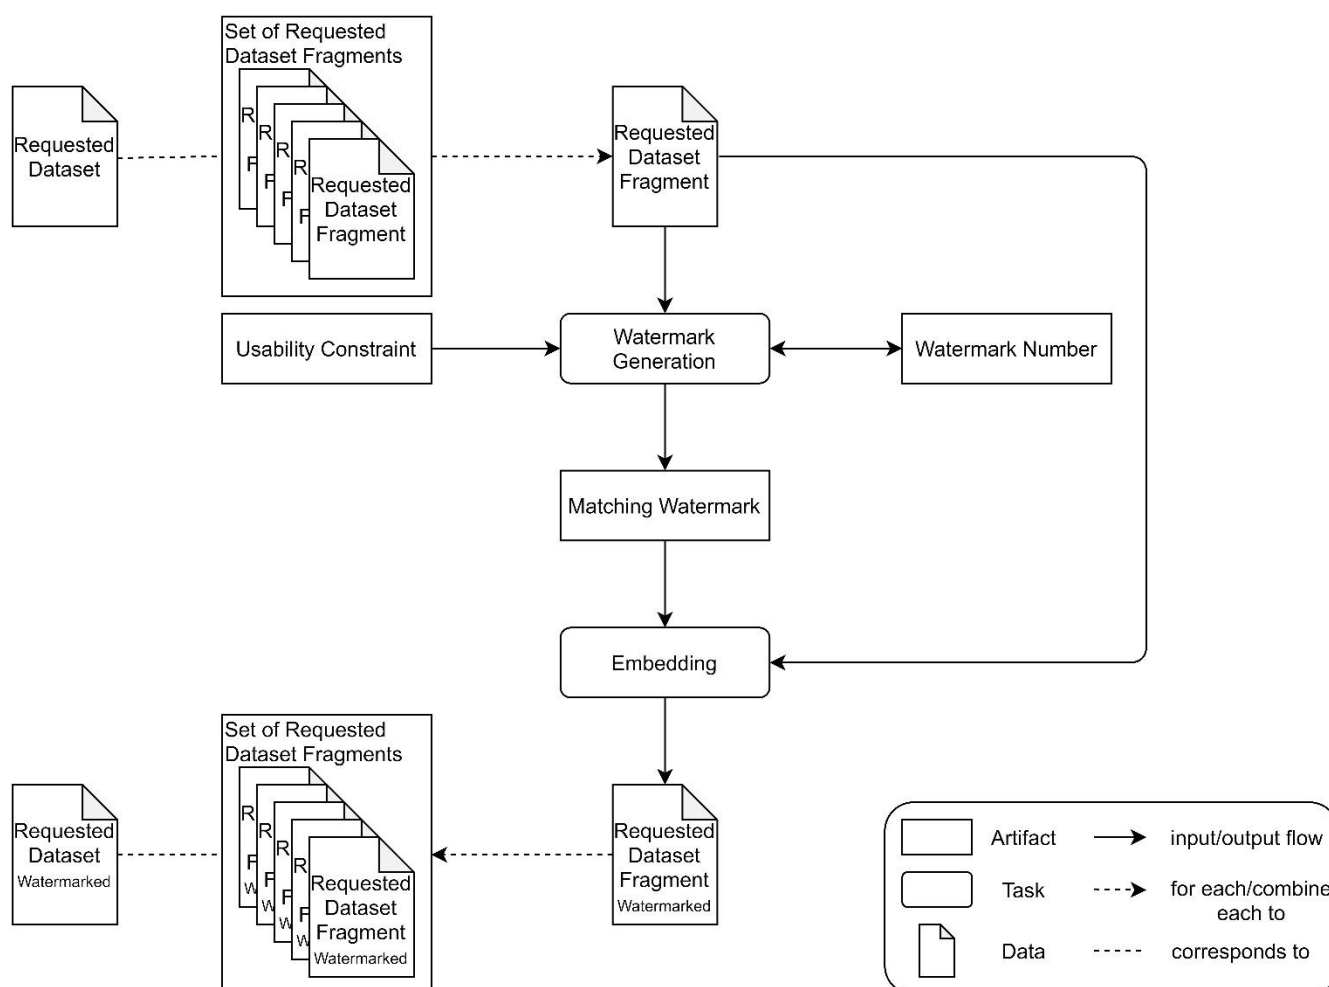 Set of Requested
Dataset Fragments
Requested
Dataset
R
F
R
F
R
F
R
F
Requested
Dataset
Fragment
Requested
Dataset
Fragment
Usability Constraint
Watermark
Generation
Watermark Number
Matching Watermark
Embedding
Set of Requested
Dataset Fragments
Requested
Dataset
Watermarked
R
F
W
R
F
W
R
F
W
R
F
W
Requested
Dataset
Fragment
Watermarked
Requested
Dataset
Fragment
Watermarked
Artifact
input/output flow
Task
for each/combine
each to
Data
corresponds to